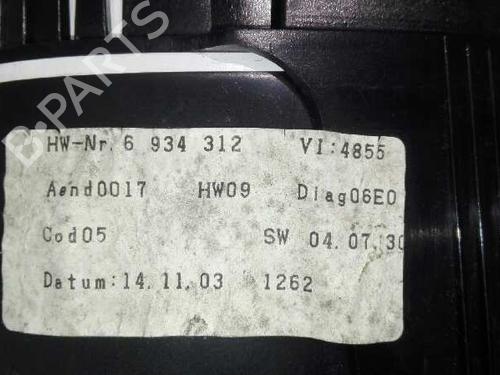 B-PARTS
HW-Nr. 6 934 312 VI:4855
Aend0017 HW09 Diag06E0
Cod05 SW 04.07.30
Datum:14.11.03 1262